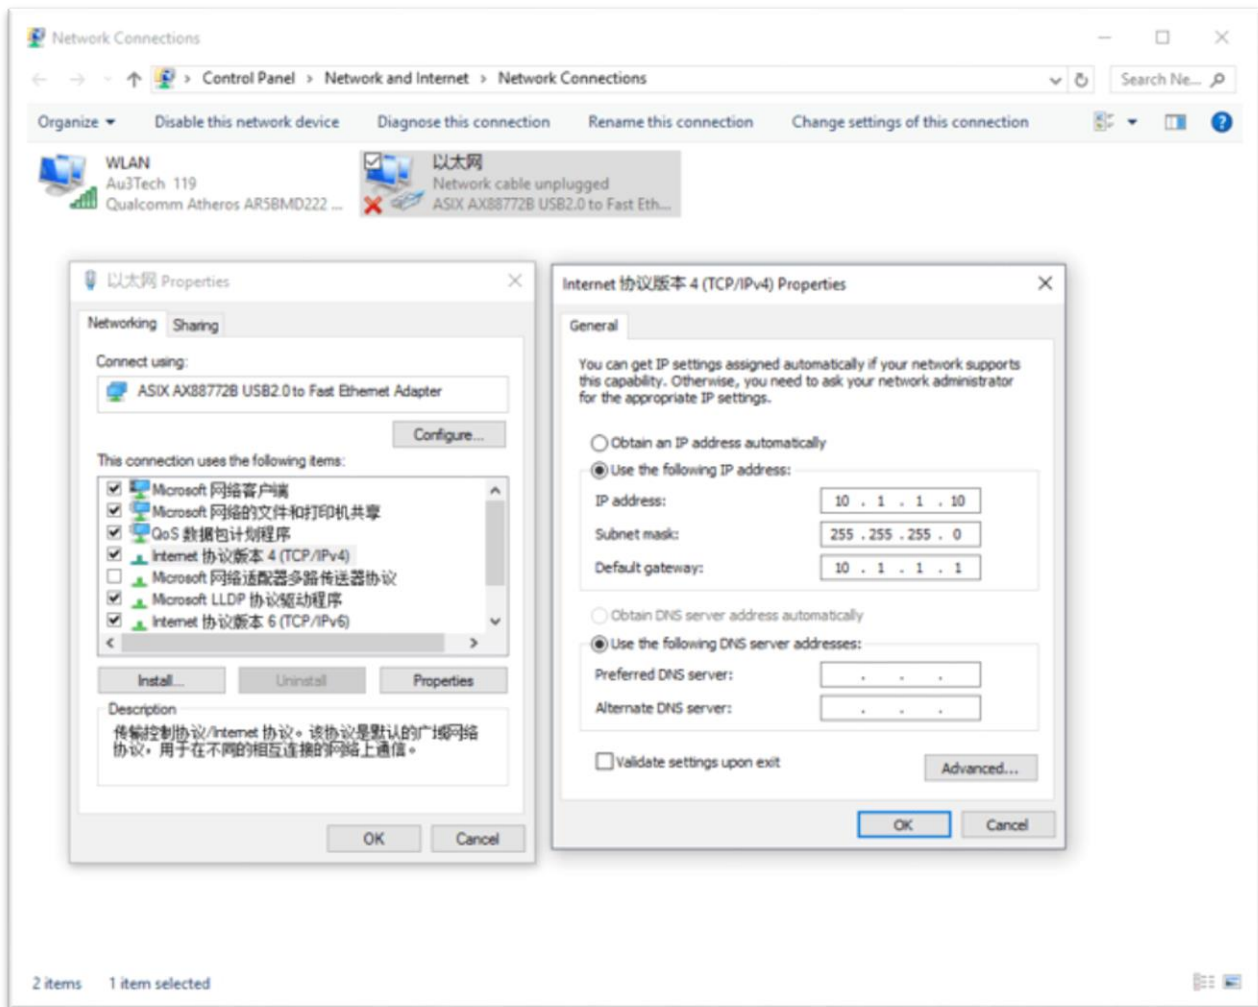 Network Connections
Control Panel > Network and Internet > Network Connections
Search Ne...
Organize
Disable this network device
Diagnose this connection
Rename this connection
Change settings of this connection
WLAN
Au3Tech 119
Qualcomm Atheros AR5BMD222 ...
以太网
Network cable unplugged
ASIX AX88772B USB2.0 to Fast Eth...
以太网 Properties
Networking
Sharing
Connect using:
ASIX AX88772B USB2.0 to Fast Ethernet Adapter
Configure...
This connection uses the following items:
Microsoft 网络客户端
Microsoft 网络的文件和打印机共享
QoS 数据包计划程序
Internet 协议版本 4 (TCP/IPv4)
Microsoft 网络适配器多路传送器协议
Microsoft LLDP 协议驱动程序
Internet 协议版本 6 (TCP/IPv6)
Install...
Uninstall
Properties
Description
传输控制协议/Internet 协议。该协议是默认的广域网络
协议，用于在不同的相互连接的网络上通信。
OK
Cancel
Internet 协议版本 4 (TCP/IPv4) Properties
General
You can get IP settings assigned automatically if your network supports
this capability. Otherwise, you need to ask your network administrator
for the appropriate IP settings.
Obtain an IP address automatically
Use the following IP address:
IP address: 10 . 1 . 1 . 10
Subnet mask: 255 . 255 . 255 . 0
Default gateway: 10 . 1 . 1 . 1
Obtain DNS server address automatically
Use the following DNS server addresses:
Preferred DNS server: . . .
Alternate DNS server: . . .
Validate settings upon exit
Advanced...
OK
Cancel
2 items
1 item selected